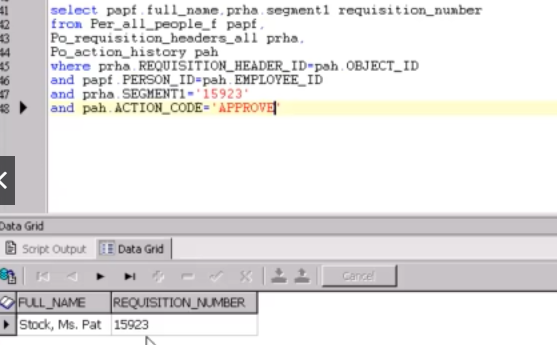 41 select papf.full_name,prha.segment1 requisition_number
42 from Per_all_people_f papf,
43 Po_requisition_headers_all prha,
44 Po_action_history pah
45 where prha.REQUISITION_HEADER_ID=pah.OBJECT_ID
46 and papf.PERSON_ID=pah.EMPLOYEE_ID
47 and prha.SEGMENT1='15923'
48 and pah.ACTION_CODE='APPROVE'
Data Grid
Script Output Data Grid
Cancel
FULL_NAME REQUISITION_NUMBER
Stock, Ms. Pat 15923